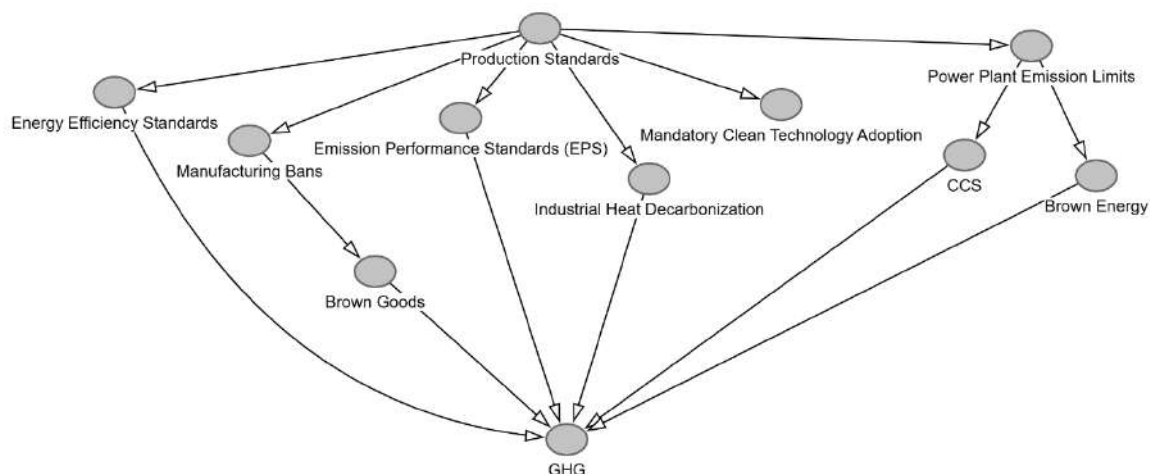 Production Standards
Power Plant Emission Limits
Energy Efficiency Standards
Mandatory Clean Technology Adoption
Emission Performance Standards (EPS)
Manufacturing Bans
CCS
Industrial Heat Decarbonization
Brown Energy
Brown Goods
GHG